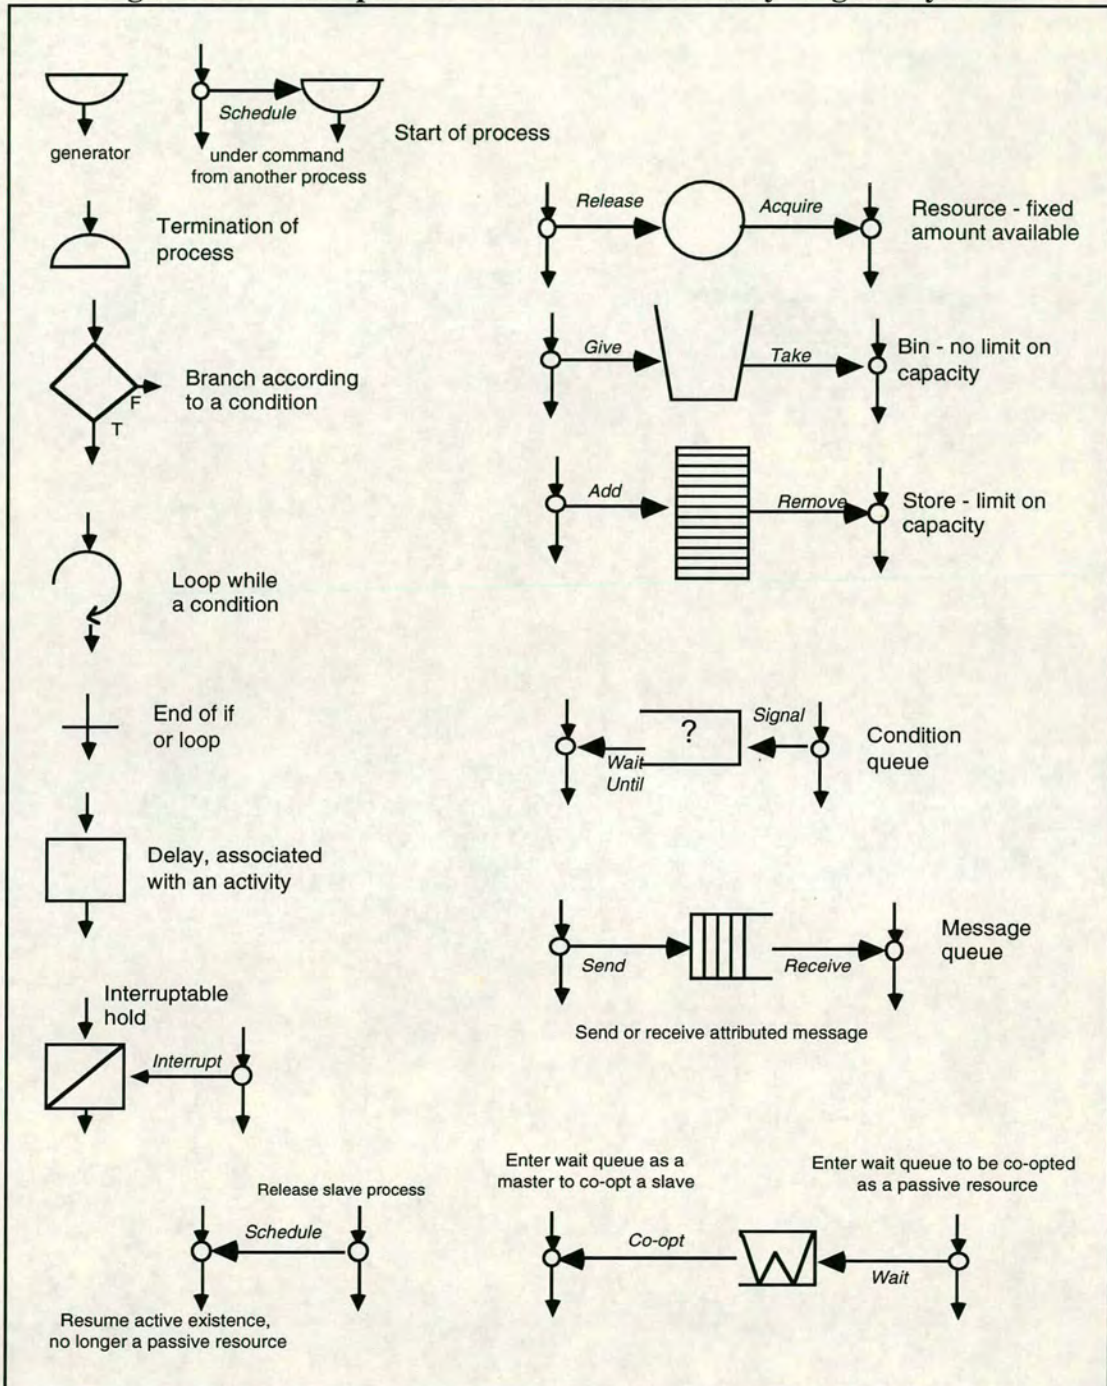 generator
Schedule
under command
from another process
Start of process
Termination of
process
Release
Acquire
Resource - fixed
amount available
Give
Take
Bin - no limit on
capacity
Branch according
to a condition
F
T
Add
Remove
Store - limit on
capacity
Loop while
a condition
End of if
or loop
?
Signal
Wait
Until
Condition
queue
Delay, associated
with an activity
Send
Receive
Message
queue
Send or receive attributed message
Interruptable
hold
Interrupt
Release slave process
Schedule
Resume active existence,
no longer a passive resource
Enter wait queue as a
master to co-opt a slave
Enter wait queue to be co-opted
as a passive resource
Co-opt
Wait